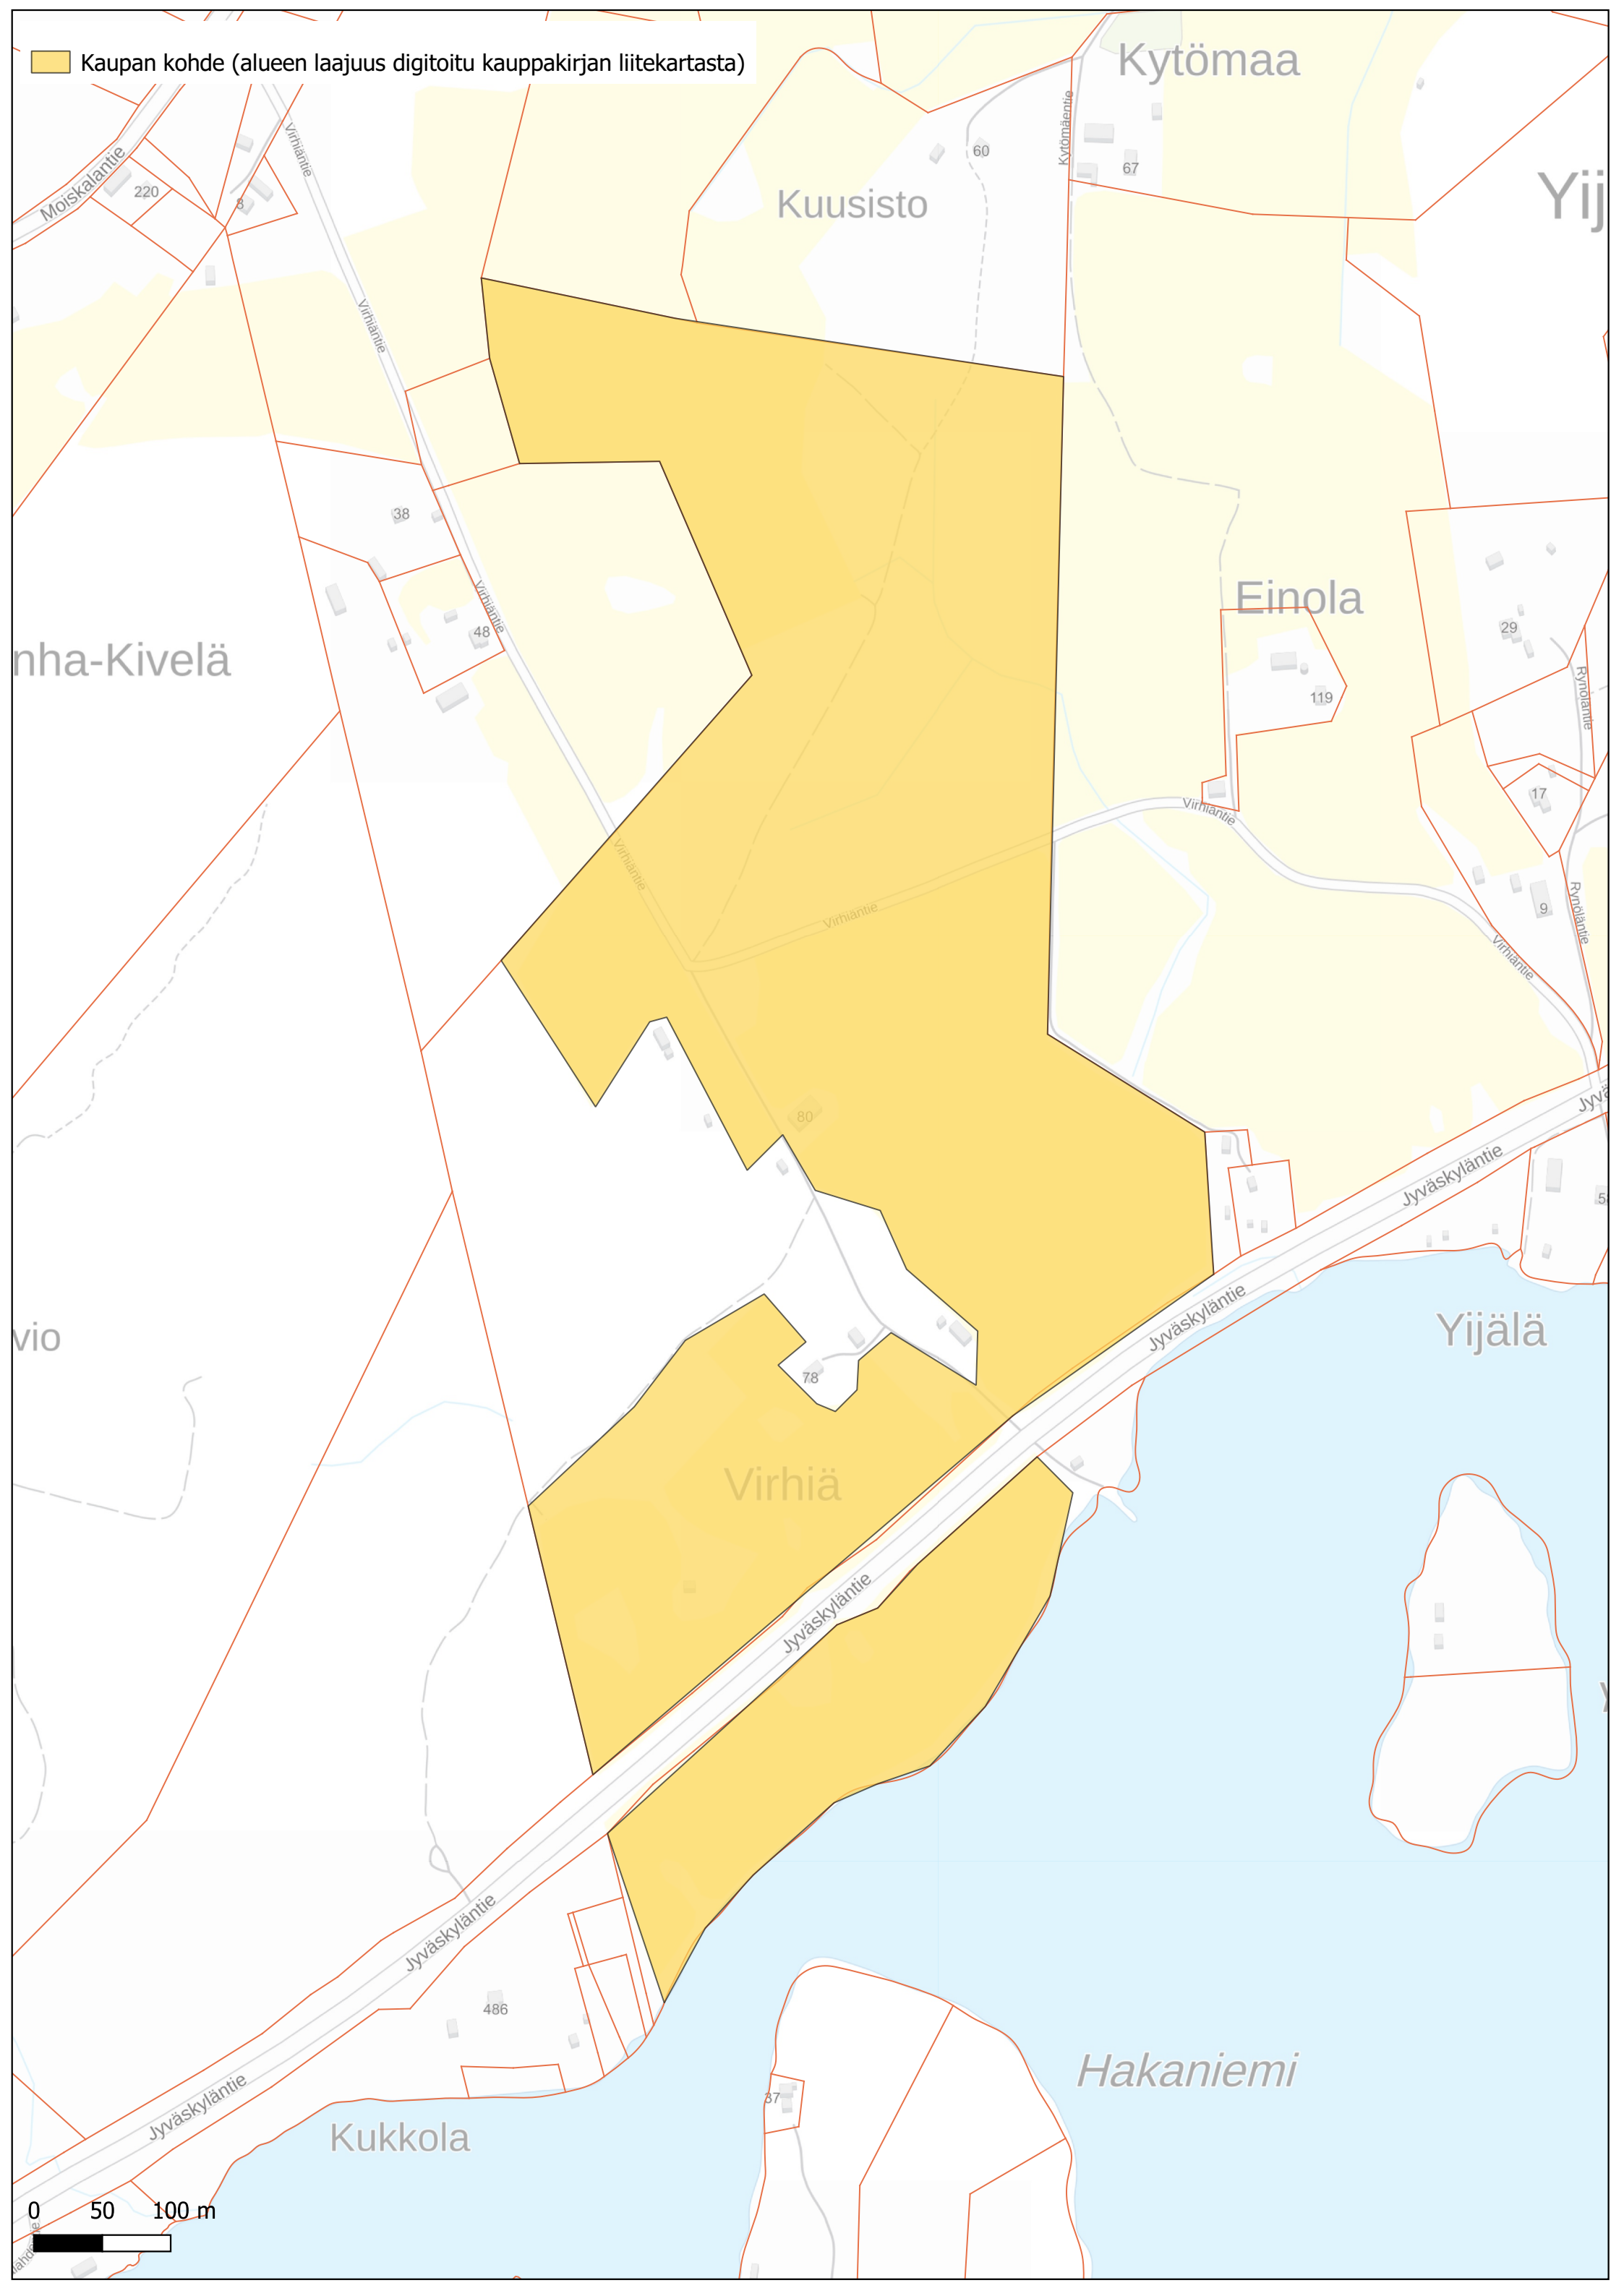 Kaupan kohde (alueen laajuus digitoitu kauppakirjan liitekartasta)
Kytömaa
Kytömäentie
Virhiäntie
Moiskalantie
220
8
60
67
Kuusisto
Yij
Virhiäntie
38
Virhiäntie
48
Einola
29
nha-Kivelä
119
Rynöläntie
17
Virhiäntie
Virhiäntie
Virhiäntie
9
Rynöläntie
Virhiäntie
80
Jyvä
Jyväskyläntie
58
Jyväskyläntie
Yijälä
vio
78
Virhiä
Jyväskyläntie
Jyväskyläntie
486
Hakaniemi
37
Jyväskyläntie
Kukkola
0 50 100 m